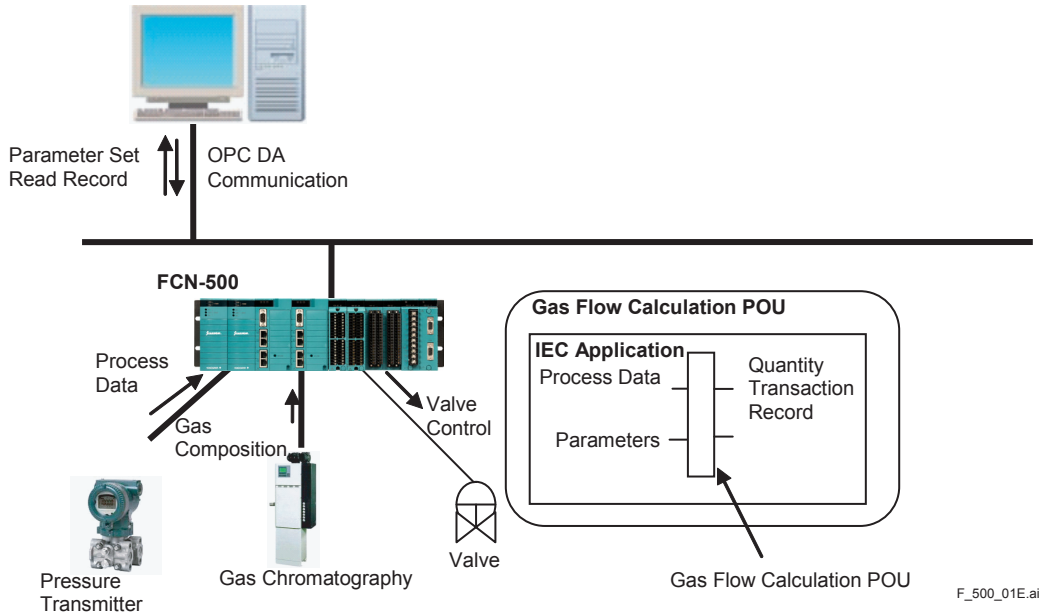 Parameter Set
Read Record
OPC DA
Communication
FCN-500
Process
Data
Gas
Composition
Valve
Control
Pressure
Transmitter
Gas Chromatography
Valve
Gas Flow Calculation POU
IEC Application
Process Data
Parameters
Quantity
Transaction
Record
Gas Flow Calculation POU
F_500_01E.ai